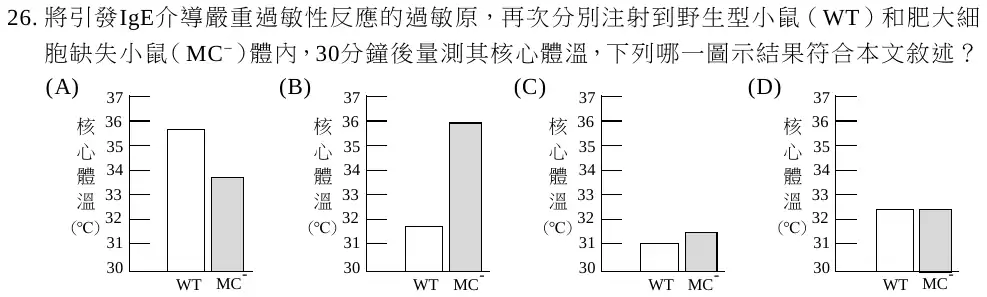 26. 將引發IgE介導嚴重過敏性反應的過敏原，再次分別注射到野生型小鼠（WT）和肥大細
胞缺失小鼠（MC⁻）體內，30分鐘後量測其核心體溫，下列哪一圖示結果符合本文敘述？
(A)
核心體溫(℃)
37
36
35
34
33
32
31
30
WT MC⁻
(B)
核心體溫(℃)
37
36
35
34
33
32
31
30
WT MC⁻
(C)
核心體溫(℃)
37
36
35
34
33
32
31
30
WT MC⁻
(D)
核心體溫(℃)
37
36
35
34
33
32
31
30
WT MC⁻